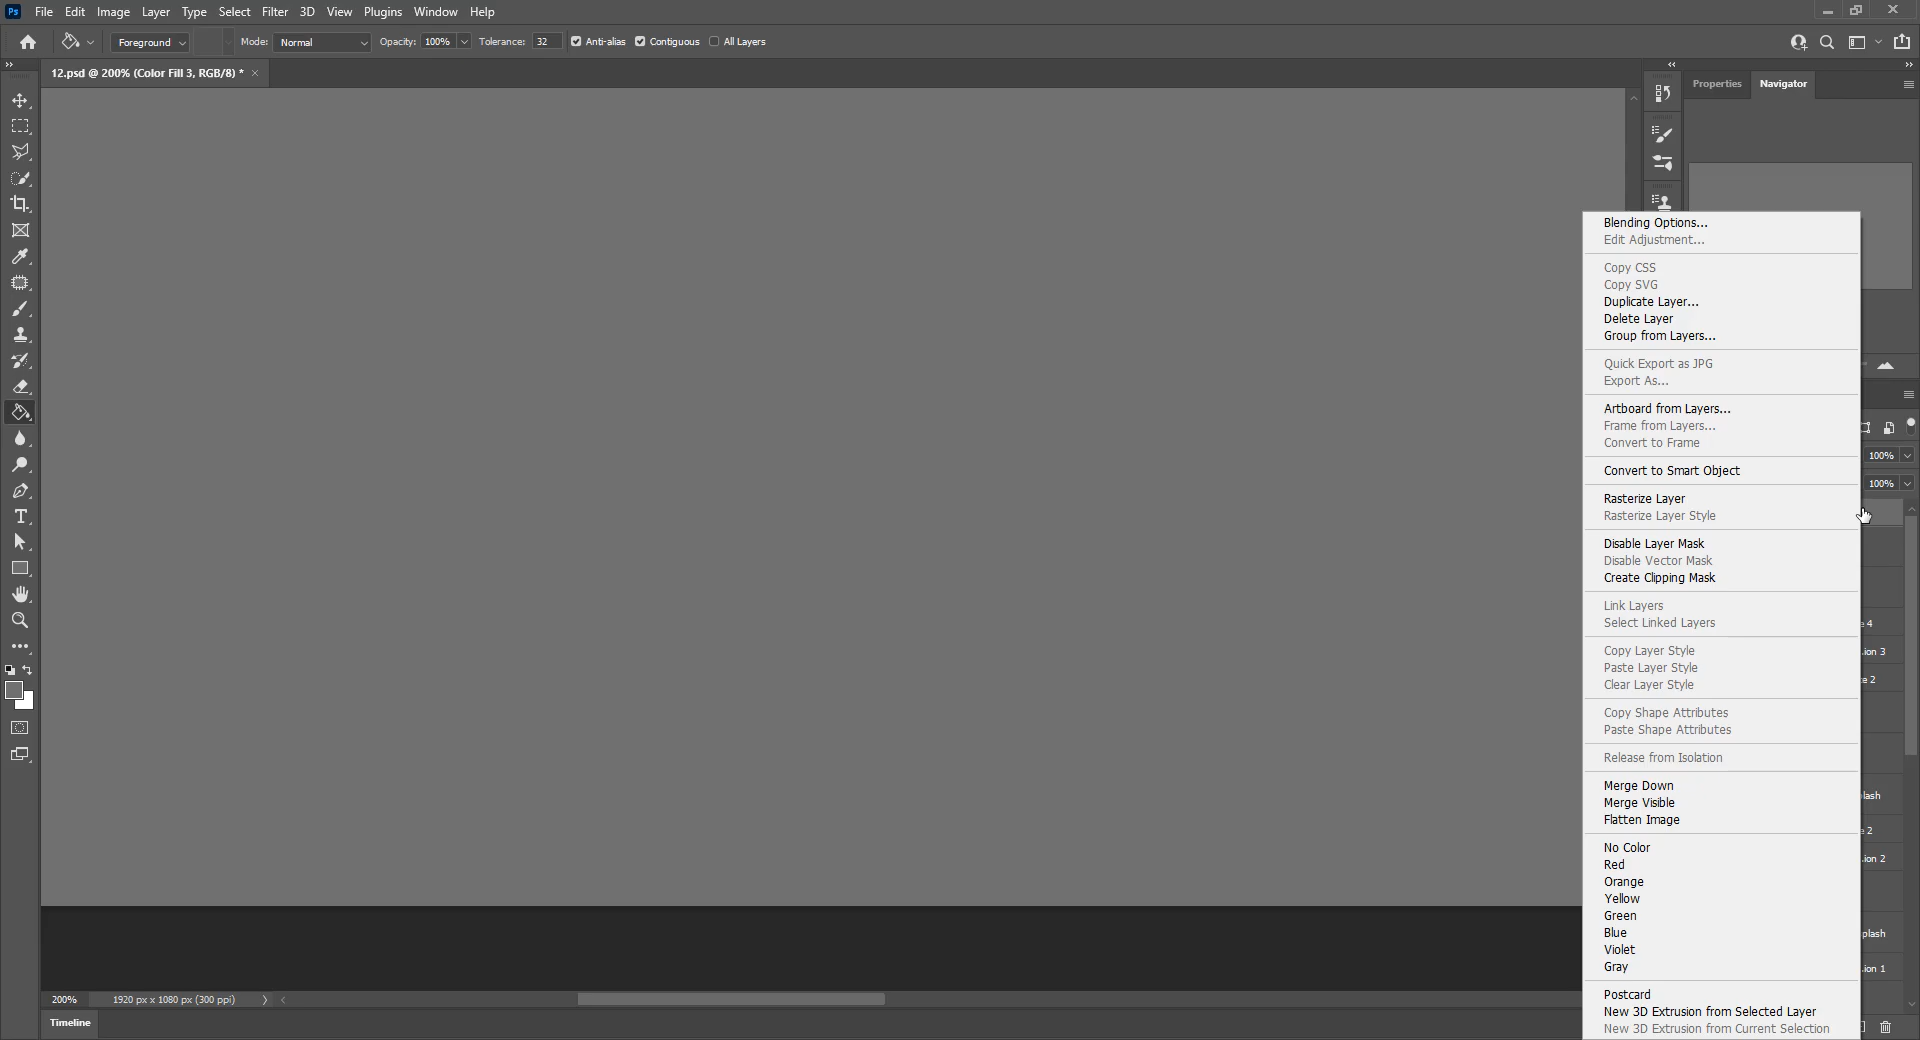 Ps File Edit Image Layer Type Select Filter 3D View Plugins Window Help
Foreground Mode: Normal Opacity: 100% Tolerance: 32 Anti-alias Contiguous All Layers
12.psd @ 200% (Color Fill 3, RGB/8) *
Properties Navigator
Blending Options...
Edit Adjustment...
Copy CSS
Copy SVG
Duplicate Layer...
Delete Layer
Group from Layers...
Quick Export as JPG
Export As...
Artboard from Layers...
Frame from Layers...
Convert to Frame
Convert to Smart Object
Rasterize Layer
Rasterize Layer Style
Disable Layer Mask
Disable Vector Mask
Create Clipping Mask
Link Layers
Select Linked Layers
Copy Layer Style
Paste Layer Style
Clear Layer Style
Copy Shape Attributes
Paste Shape Attributes
Release from Isolation
Merge Down
Merge Visible
Flatten Image
No Color
Red
Orange
Yellow
Green
Blue
Violet
Gray
Postcard
New 3D Extrusion from Selected Layer
New 3D Extrusion from Current Selection
100%
100%
e 4
ion 3
e 2
lash
e 2
ion 2
plash
ion 1
200% 1920 px x 1080 px (300 ppi)
Timeline